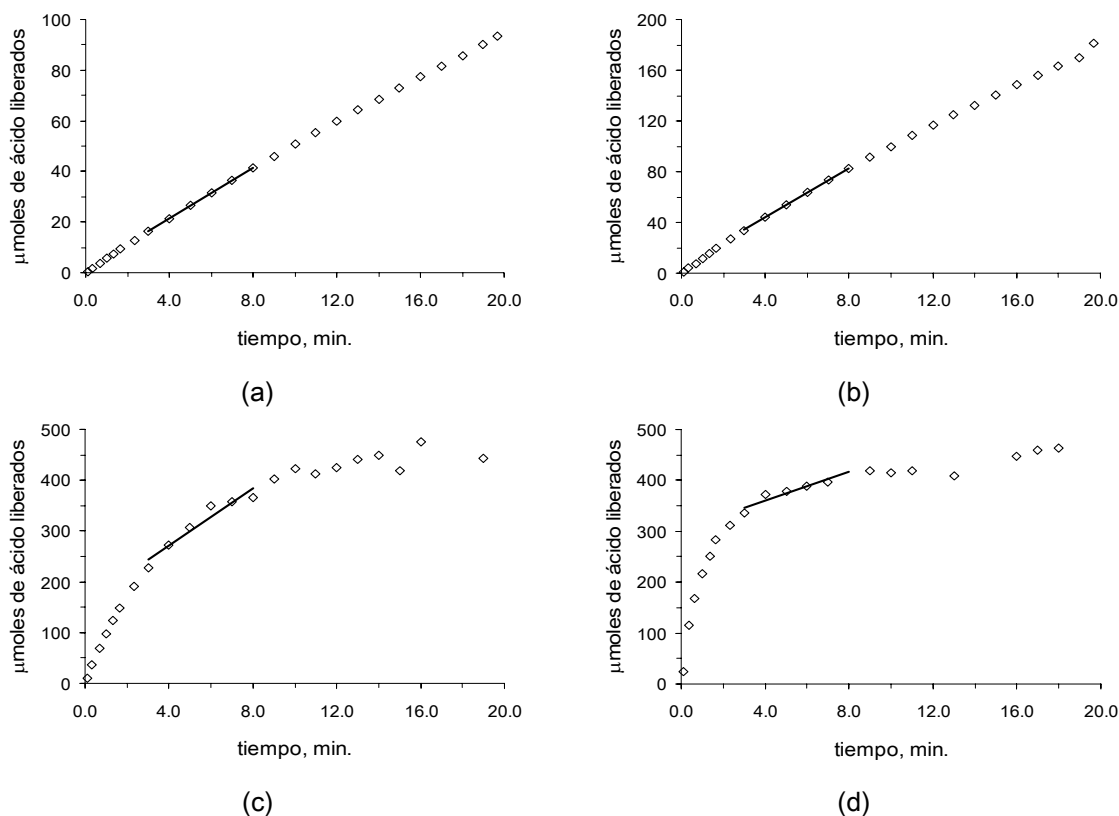 μmoles de ácido liberados
100
80
60
40
20
0
0.0 4.0 8.0 12.0 16.0 20.0
tiempo, min.
(a)
μmoles de ácido liberados
200
160
120
80
40
0
0.0 4.0 8.0 12.0 16.0 20.0
tiempo, min.
(b)
μmoles de ácido liberados
500
400
300
200
100
0
0.0 4.0 8.0 12.0 16.0 20.0
tiempo, min.
(c)
μmoles de ácido liberados
500
400
300
200
100
0
0.0 4.0 8.0 12.0 16.0 20.0
tiempo, min.
(d)